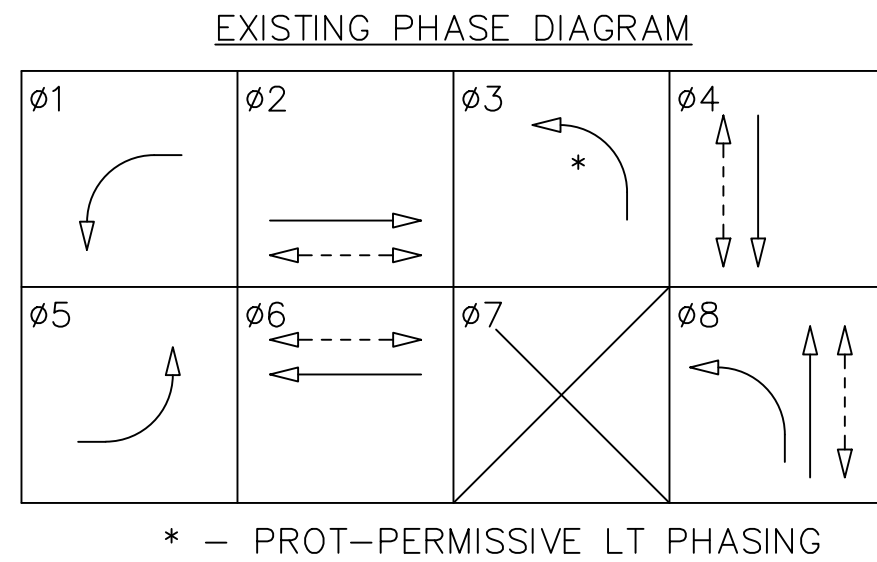 EXISTING PHASE DIAGRAM
ø1 ø2 ø3 ø4
*
ø5 ø6 ø7 ø8
* – PROT–PERMISSIVE LT PHASING